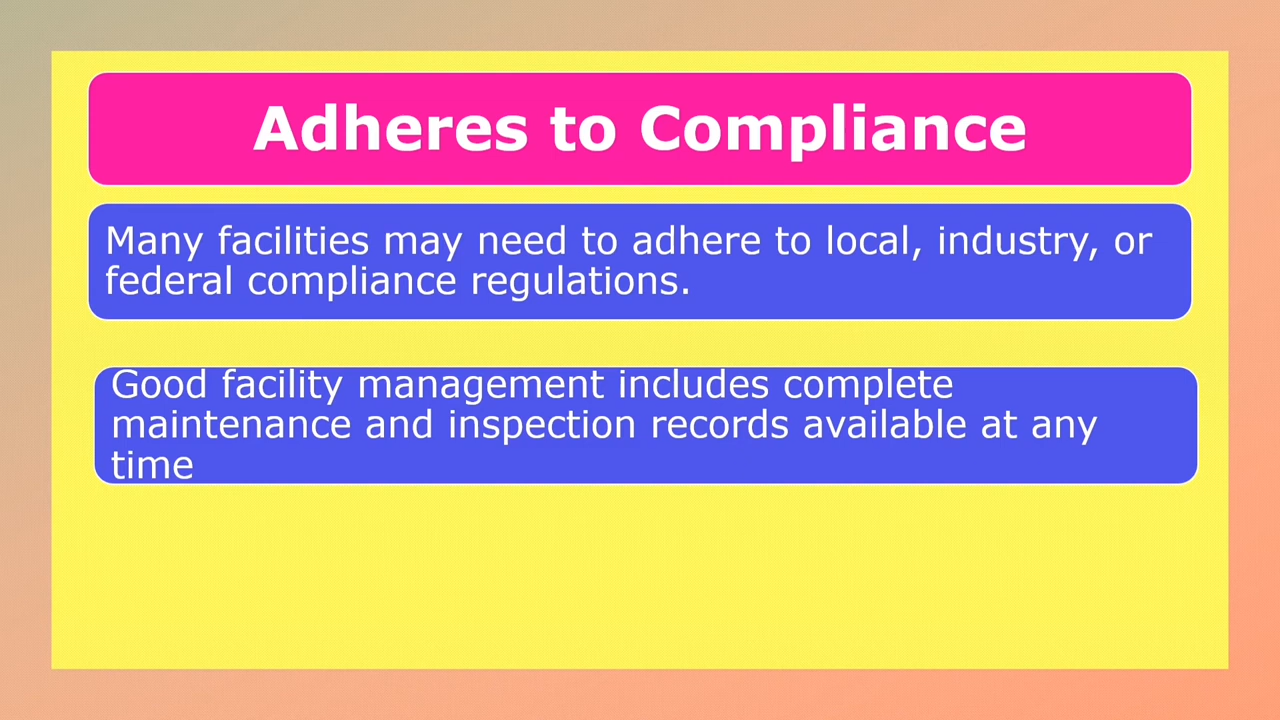 Adheres to Compliance
Many facilities may need to adhere to local, industry, or
federal compliance regulations.
Good facility management includes complete
maintenance and inspection records available at any
time